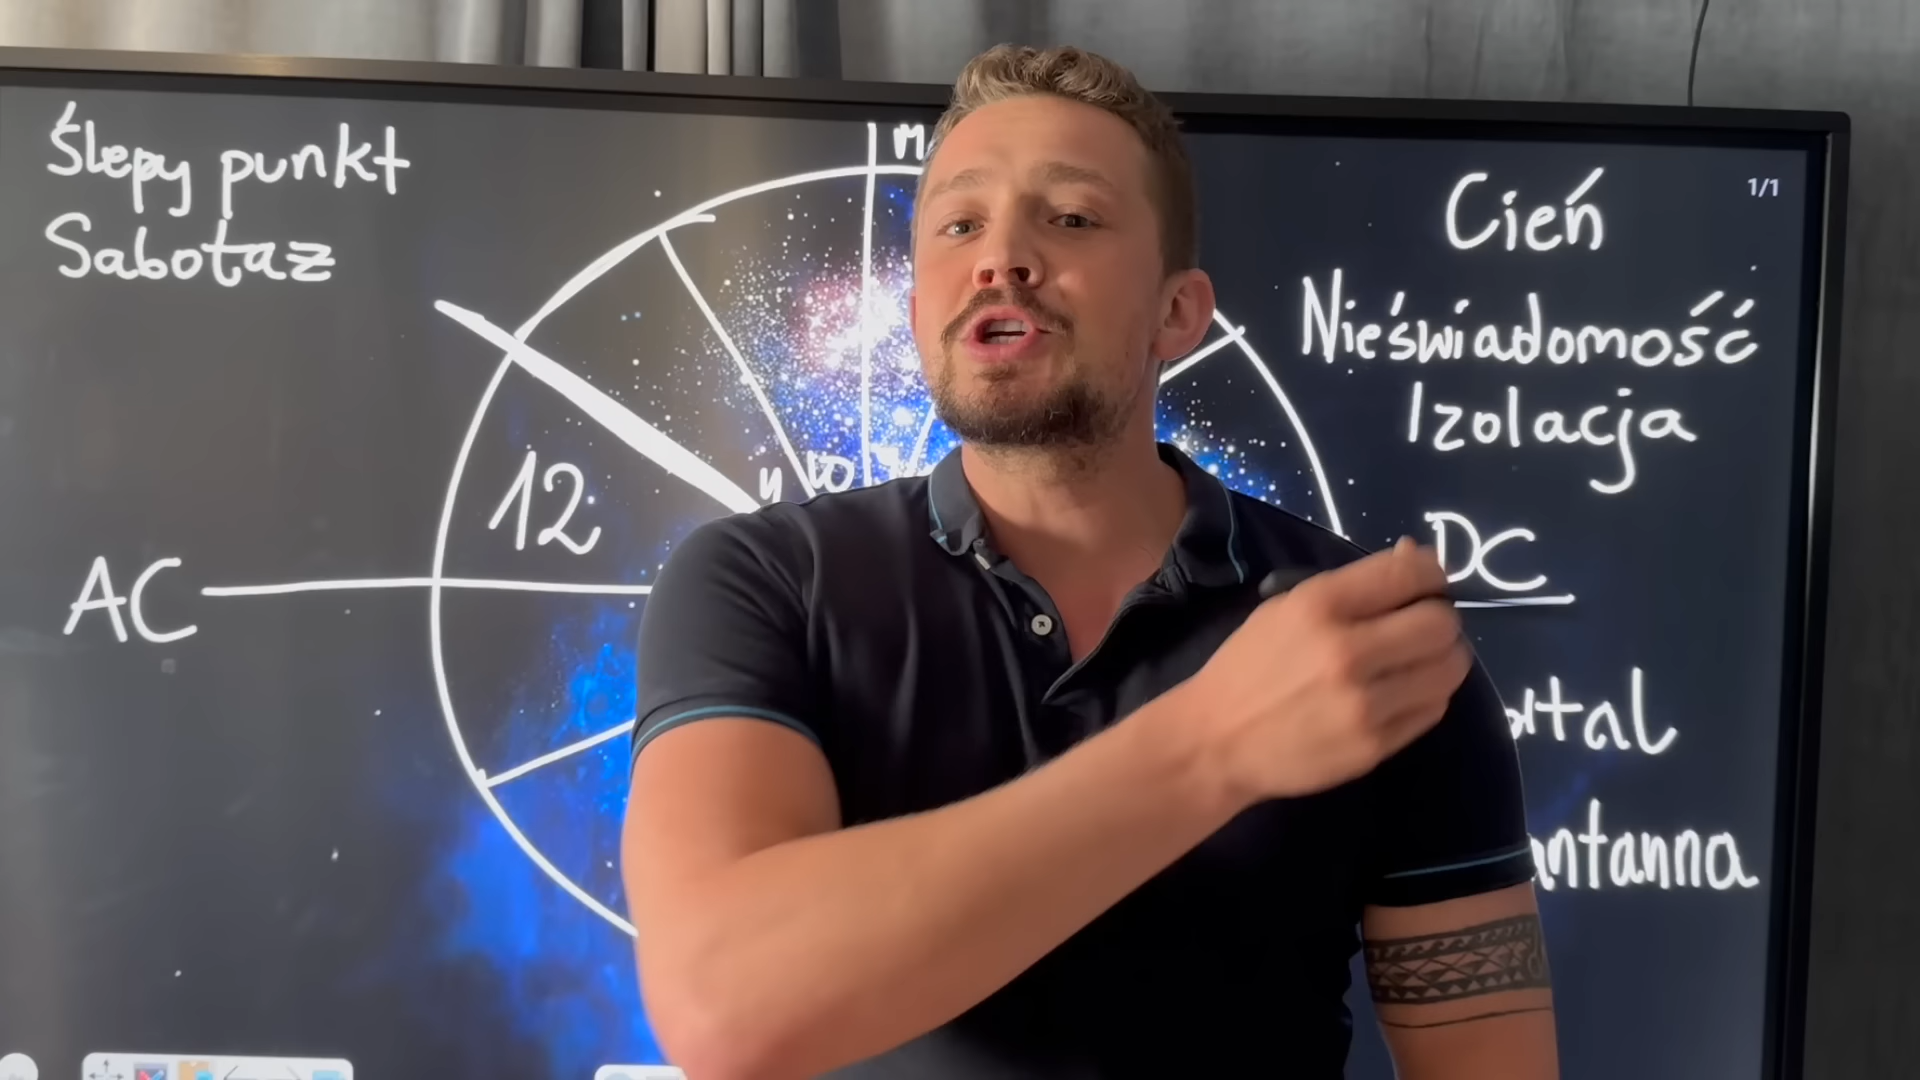 Ślepy punkt
Sabotaz
12
AC
Cień
Nieświadomość
Izolacja
DC
1/1